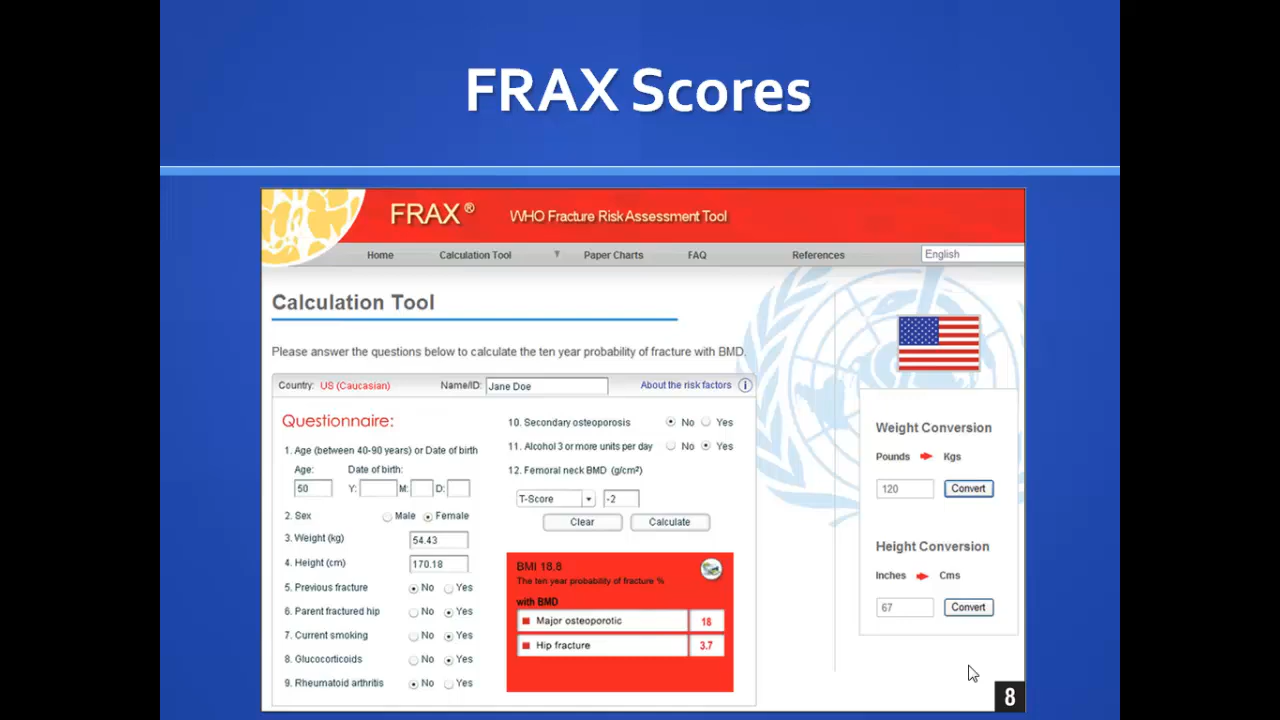 FRAX Scores
FRAX ® WHO Fracture Risk Assessment Tool
Home Calculation Tool Paper Charts FAQ References English
Calculation Tool
Please answer the questions below to calculate the ten year probability of fracture with BMD.
Country: US (Caucasian) Name/ID: Jane Doe About the risk factors i
Questionnaire:
1. Age (between 40-90 years) or Date of birth
Age: Date of birth:
50 Y: M: D:
2. Sex Male Female
3. Weight (kg) 54.43
4. Height (cm) 170.18
5. Previous fracture No Yes
6. Parent fractured hip No Yes
7. Current smoking No Yes
8. Glucocorticoids No Yes
9. Rheumatoid arthritis No Yes
10. Secondary osteoporosis No Yes
11. Alcohol 3 or more units per day No Yes
12. Femoral neck BMD (g/cm²)
T-Score -2
Clear Calculate
BMI 18.8
The ten year probability of fracture %
with BMD
Major osteoporotic 18
Hip fracture 3.7
Weight Conversion
Pounds Kgs
120 Convert
Height Conversion
Inches Cms
67 Convert
8